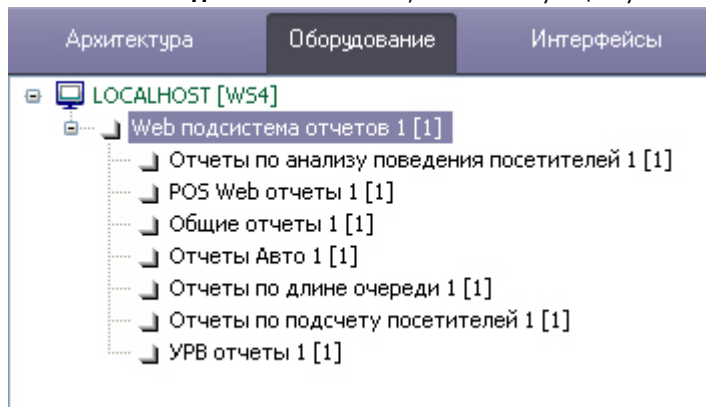 Архитектура Оборудование Интерфейсы
LOCALHOST [WS4]
Web подсистема отчетов 1 [1]
Отчеты по анализу поведения посетителей 1 [1]
POS Web отчеты 1 [1]
Общие отчеты 1 [1]
Отчеты Авто 1 [1]
Отчеты по длине очереди 1 [1]
Отчеты по подсчету посетителей 1 [1]
УРВ отчеты 1 [1]